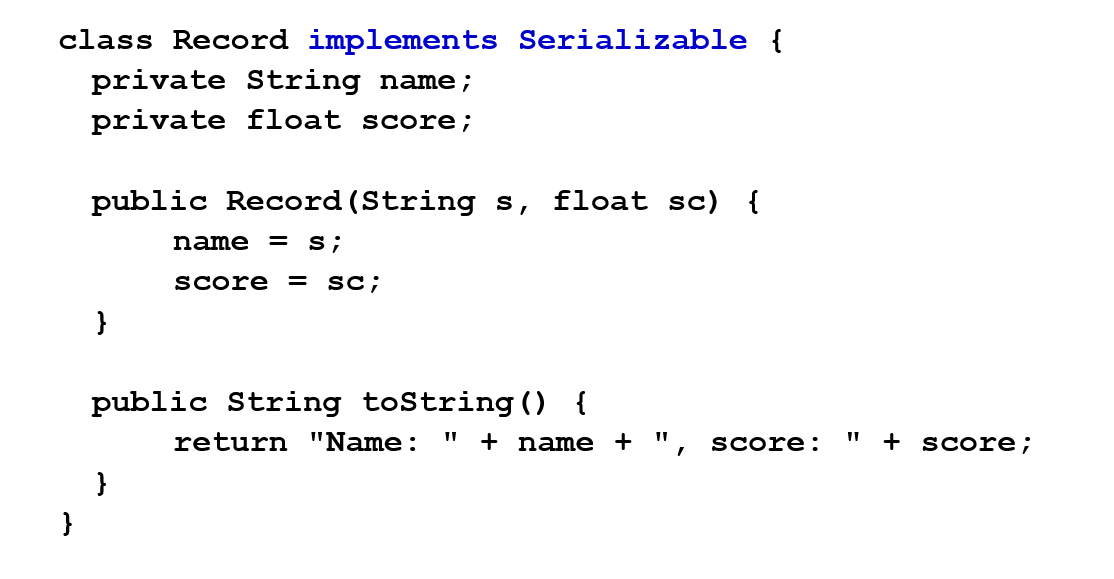 class Record implements Serializable {
private String name;
private float score;
public Record(String s, float sc) {
name = s;
score = sc;
}
public String toString() {
return "Name: " + name + ", score: " + score;
}
}